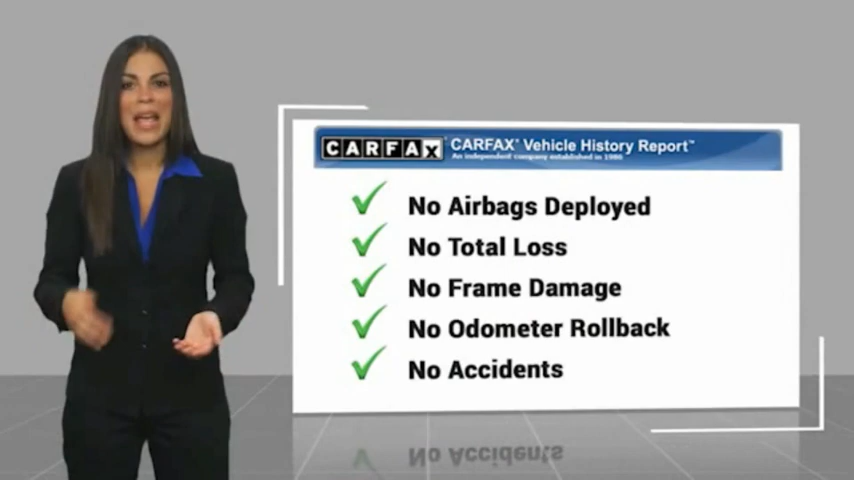 CARFAX CARFAX® Vehicle History Report™
An independent company established in 1986
No Airbags Deployed
No Total Loss
No Frame Damage
No Odometer Rollback
No Accidents
No Accidents